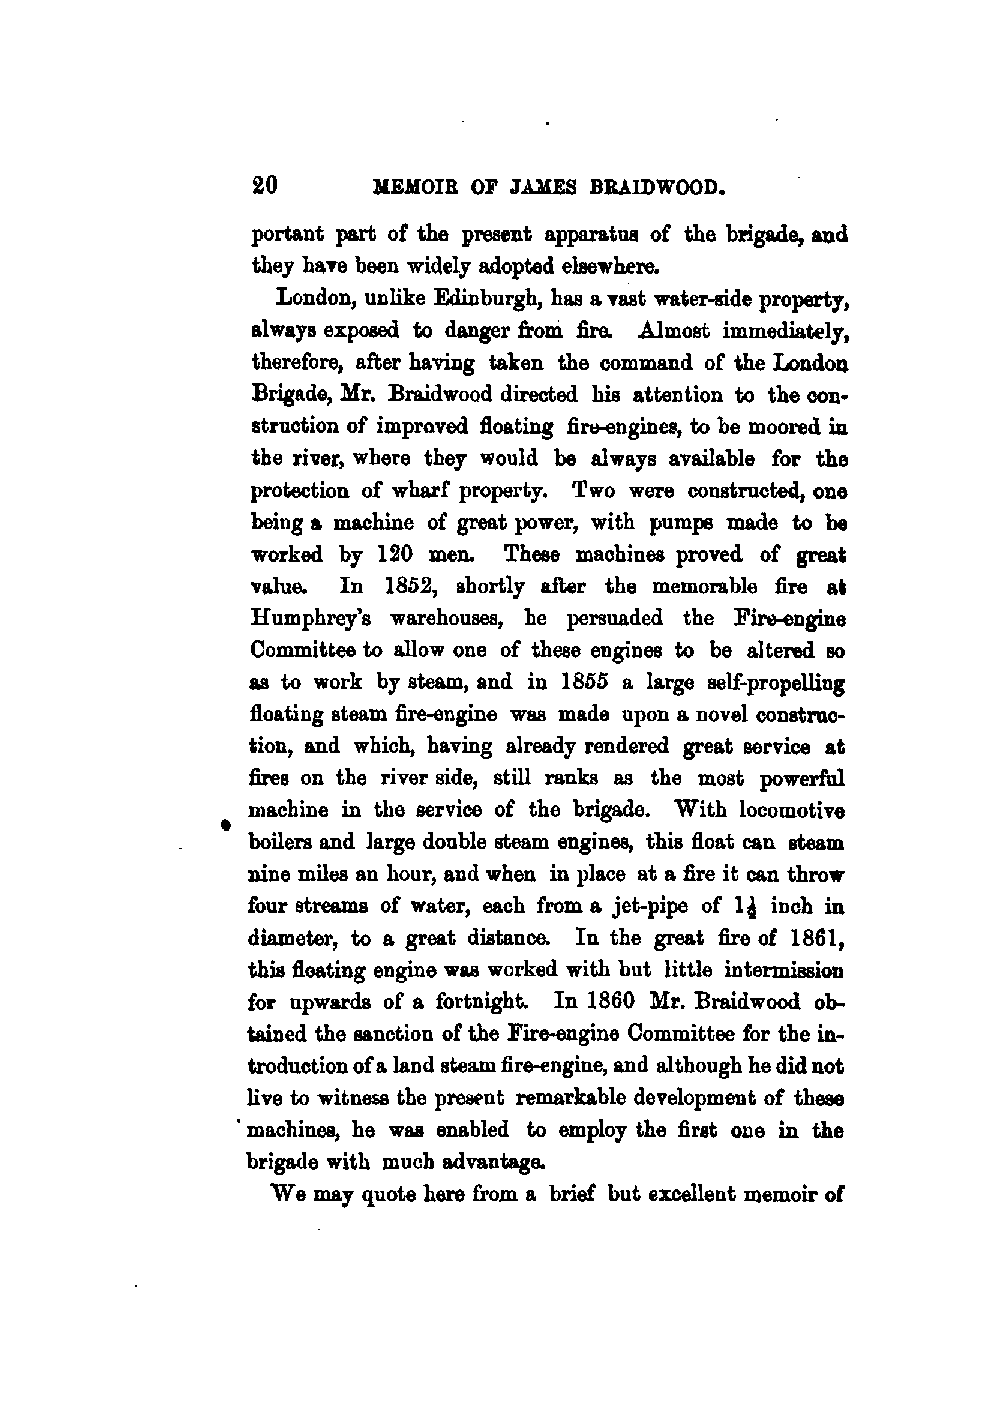 20 MEMOIR OF JAMES BRAIDWOOD.
portant part of the present apparatus of the brigade, and
they have been widely adopted elsewhere.
London, unlike Edinburgh, has a vast water-side property,
always exposed to danger from fire. Almost immediately,
therefore, after having taken the command of the London
Brigade, Mr. Braidwood directed his attention to the con-
struction of improved floating fire-engines, to be moored in
the river, where they would be always available for the
protection of wharf property. Two were constructed, one
being a machine of great power, with pumps made to be
worked by 120 men. These machines proved of great
value. In 1852, shortly after the memorable fire at
Humphrey's warehouses, he persuaded the Fire-engine
Committee to allow one of these engines to be altered so
as to work by steam, and in 1855 a large self-propelling
floating steam fire-engine was made upon a novel construc-
tion, and which, having already rendered great service at
fires on the river side, still ranks as the most powerful
machine in the service of the brigade. With locomotive
boilers and large double steam engines, this float can steam
nine miles an hour, and when in place at a fire it can throw
four streams of water, each from a jet-pipe of 1½ inch in
diameter, to a great distance. In the great fire of 1861,
this floating engine was worked with but little intermission
for upwards of a fortnight. In 1860 Mr. Braidwood ob-
tained the sanction of the Fire-engine Committee for the in-
troduction of a land steam fire-engine, and although he did not
live to witness the present remarkable development of these
machines, he was enabled to employ the first one in the
brigade with much advantage.
We may quote here from a brief but excellent memoir of